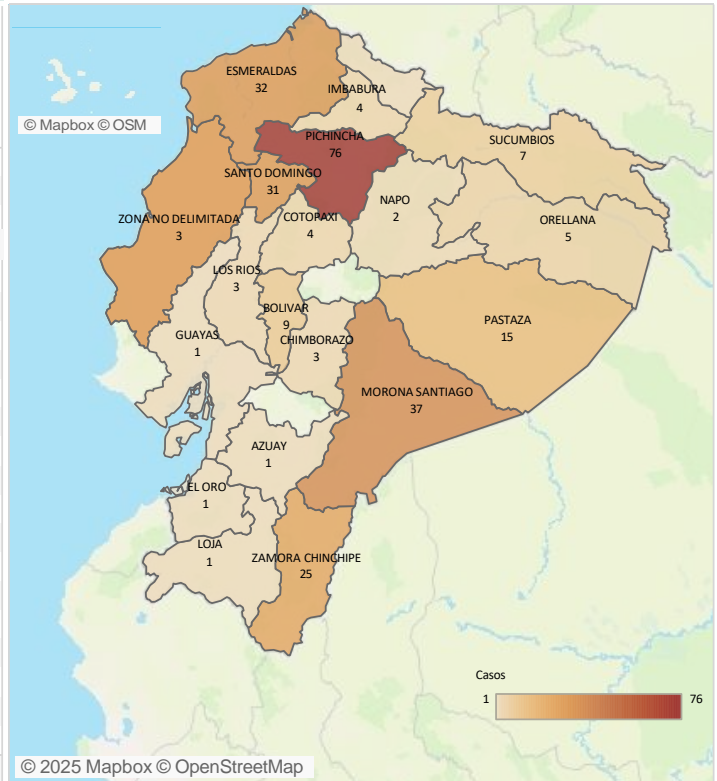 ESMERALDAS
32
IMBABURA
4
© Mapbox © OSM
PICHINCHA
76
SUCUMBIOS
7
SANTO DOMINGO
31
NAPO
2
ZONA NO DELIMITADA
3
COTOPAXI
4
ORELLANA
5
LOS RIOS
3
BOLIVAR
9
PASTAZA
15
GUAYAS
1
CHIMBORAZO
3
MORONA SANTIAGO
37
AZUAY
1
EL ORO
1
LOJA
1
ZAMORA CHINCHIPE
25
Casos
1 76
© 2025 Mapbox © OpenStreetMap